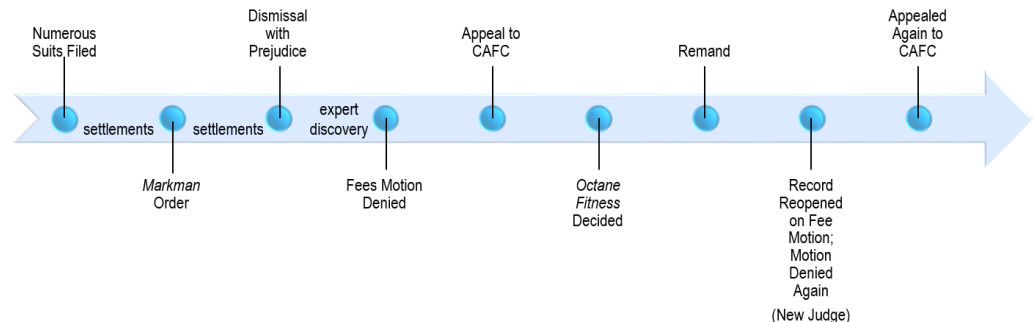 Numerous
Suits Filed
settlements
Markman
Order
settlements
Dismissal
with
Prejudice
expert
discovery
Fees Motion
Denied
Appeal to
CAFC
Octane
Fitness
Decided
Remand
Record
Reopened
on Fee
Motion;
Motion
Denied
Again
(New Judge)
Appealed
Again to
CAFC